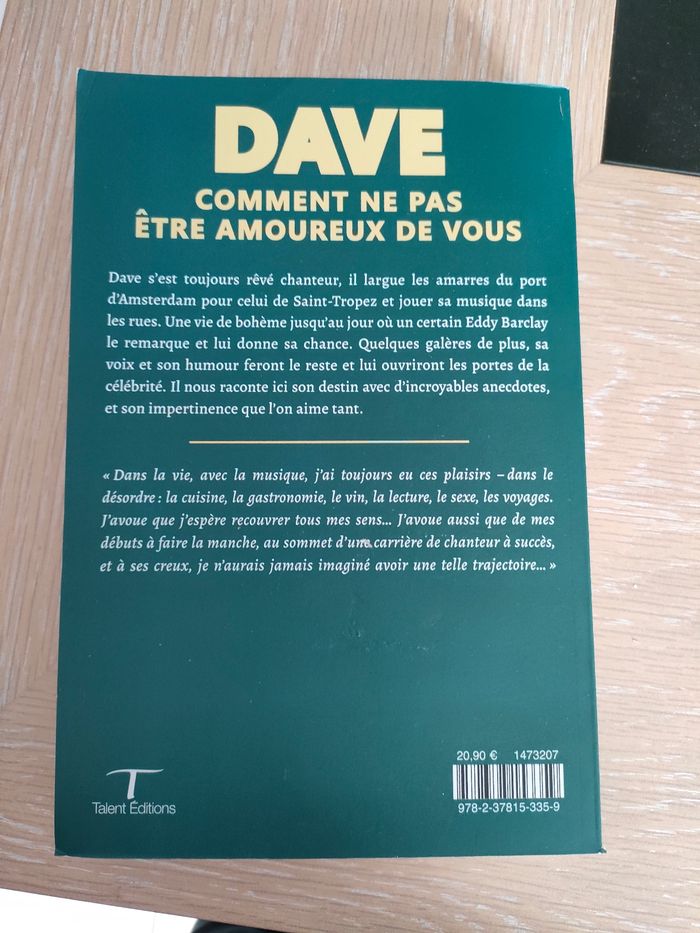 DAVE
COMMENT NE PAS
ÊTRE AMOUREUX DE VOUS
Dave s'est toujours rêvé chanteur, il largue les amarres du port
d'Amsterdam pour celui de Saint-Tropez et jouer sa musique dans
les rues. Une vie de bohème jusqu'au jour où un certain Eddy Barclay
le remarque et lui donne sa chance. Quelques galères de plus, sa
voix et son humour feront le reste et lui ouvriront les portes de la
célébrité. Il nous raconte ici son destin avec d'incroyables anecdotes,
et son impertinence que l'on aime tant.
« Dans la vie, avec la musique, j'ai toujours eu ces plaisirs – dans le
désordre : la cuisine, la gastronomie, le vin, la lecture, le sexe, les voyages.
J'avoue que j'espère recouvrer tous mes sens... J'avoue aussi que de mes
débuts à faire la manche, au sommet d'une carrière de chanteur à succès,
et à ses creux, je n'aurais jamais imaginé avoir une telle trajectoire... »
20,90 € 1473207
978-2-37815-335-9
T
Talent Éditions